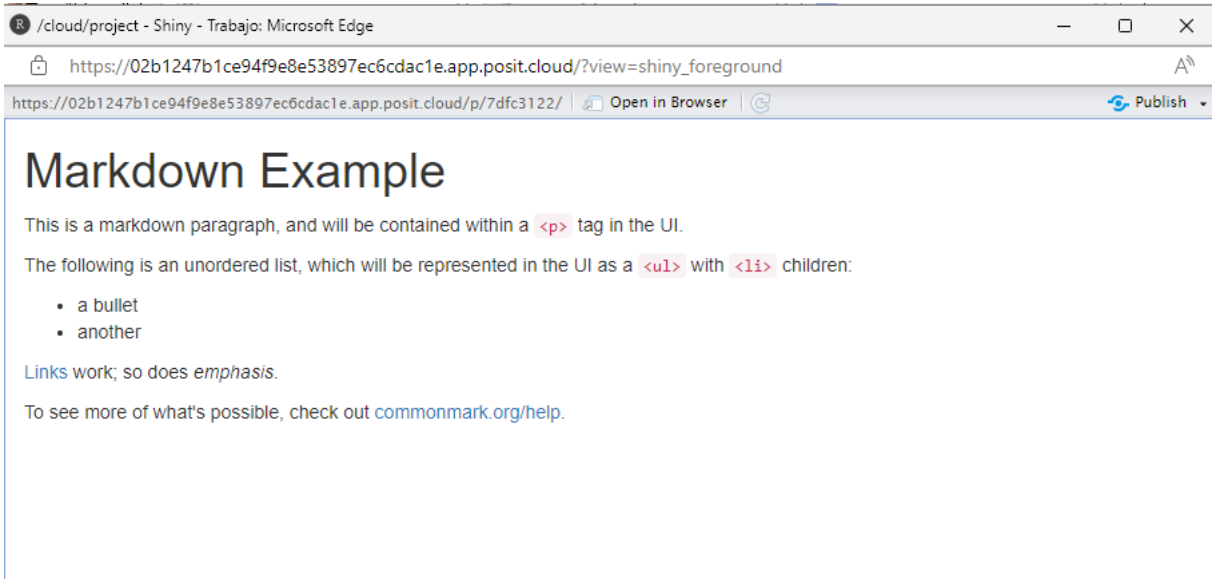 R /cloud/project - Shiny - Trabajo: Microsoft Edge
https://02b1247b1ce94f9e8e53897ec6cdac1e.app.posit.cloud/?view=shiny_foreground
https://02b1247b1ce94f9e8e53897ec6cdac1e.app.posit.cloud/p/7dfc3122/ Open in Browser Publish
Markdown Example
This is a markdown paragraph, and will be contained within a <p> tag in the UI.
The following is an unordered list, which will be represented in the UI as a <ul> with <li> children:
• a bullet
• another
Links work; so does emphasis.
To see more of what's possible, check out commonmark.org/help.